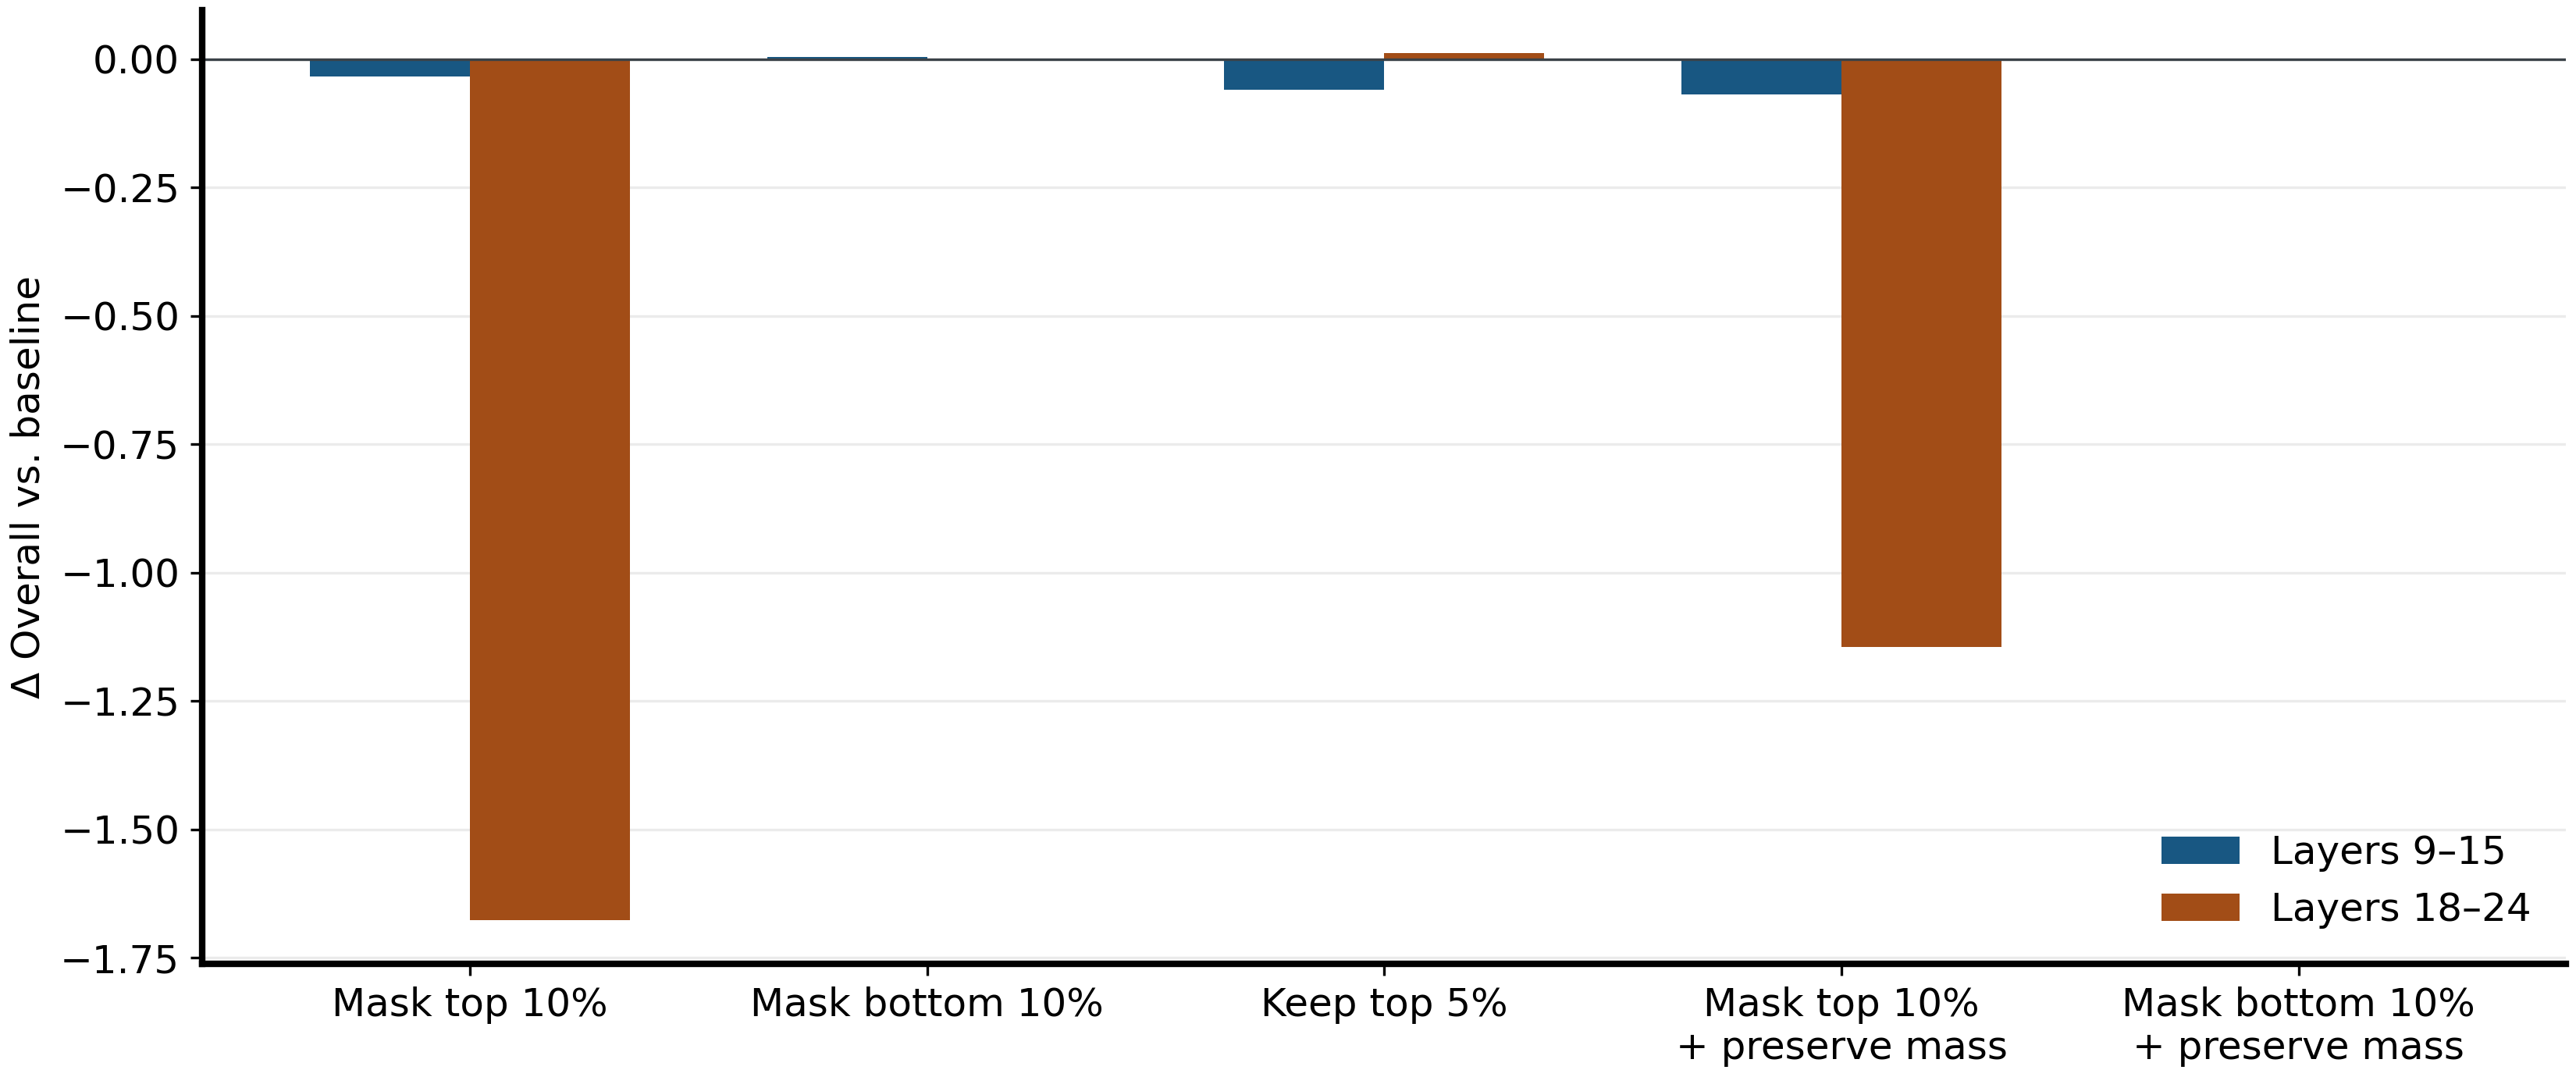 Δ Overall vs. baseline
0.00
−0.25
−0.50
−0.75
−1.00
−1.25
−1.50
−1.75
Layers 9–15
Layers 18–24
Mask top 10%
Mask bottom 10%
Keep top 5%
Mask top 10%
+ preserve mass
Mask bottom 10%
+ preserve mass